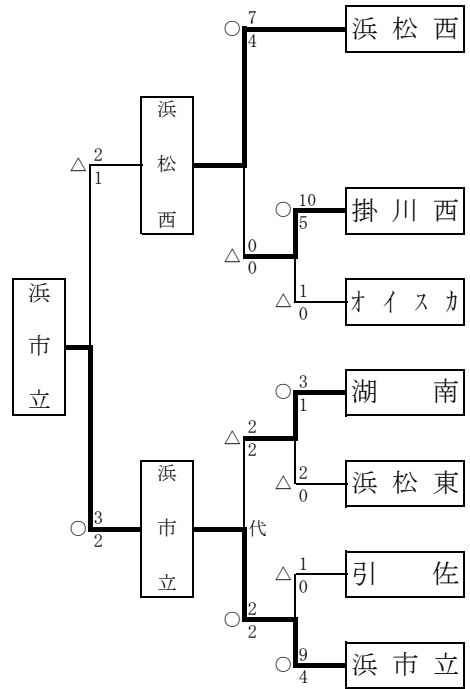 ○ 7
4
浜 松 西
浜
松
西
△ 2
1
○ 10
5
掛 川 西
△ 0
0
△ 1
0
オ イ ス カ
浜
市
立
○ 3
1
湖 南
△ 2
2
△ 2
0
浜 松 東
浜
市
立
○ 3
2
代
△ 1
0
引 佐
○ 2
2
○ 9
4
浜 市 立